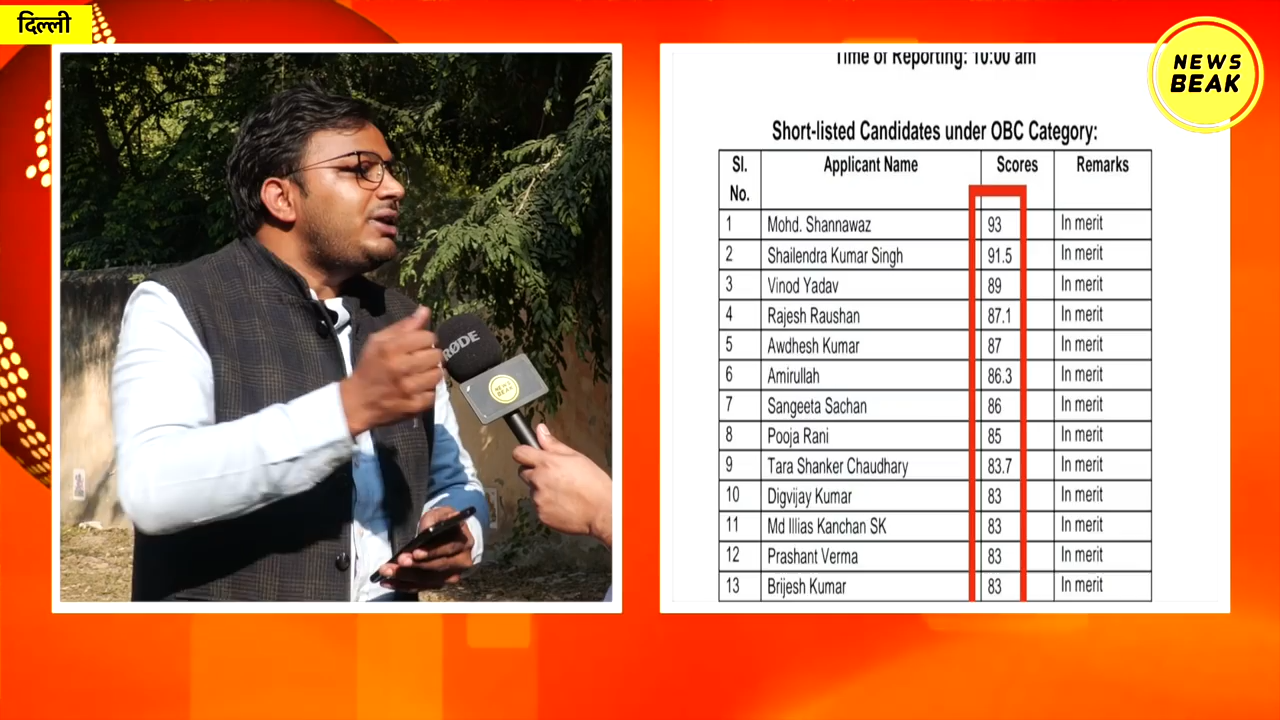 दिल्ली
NEWS
BEAK
RØDE
NEWS
BEAK
Time of Reporting: 10:00 am
Short-listed Candidates under OBC Category:
Sl. No. Applicant Name Scores Remarks
1 Mohd. Shannawaz 93 In merit
2 Shailendra Kumar Singh 91.5 In merit
3 Vinod Yadav 89 In merit
4 Rajesh Raushan 87.1 In merit
5 Awdhesh Kumar 87 In merit
6 Amirullah 86.3 In merit
7 Sangeeta Sachan 86 In merit
8 Pooja Rani 85 In merit
9 Tara Shanker Chaudhary 83.7 In merit
10 Digvijay Kumar 83 In merit
11 Md Illias Kanchan SK 83 In merit
12 Prashant Verma 83 In merit
13 Brijesh Kumar 83 In merit